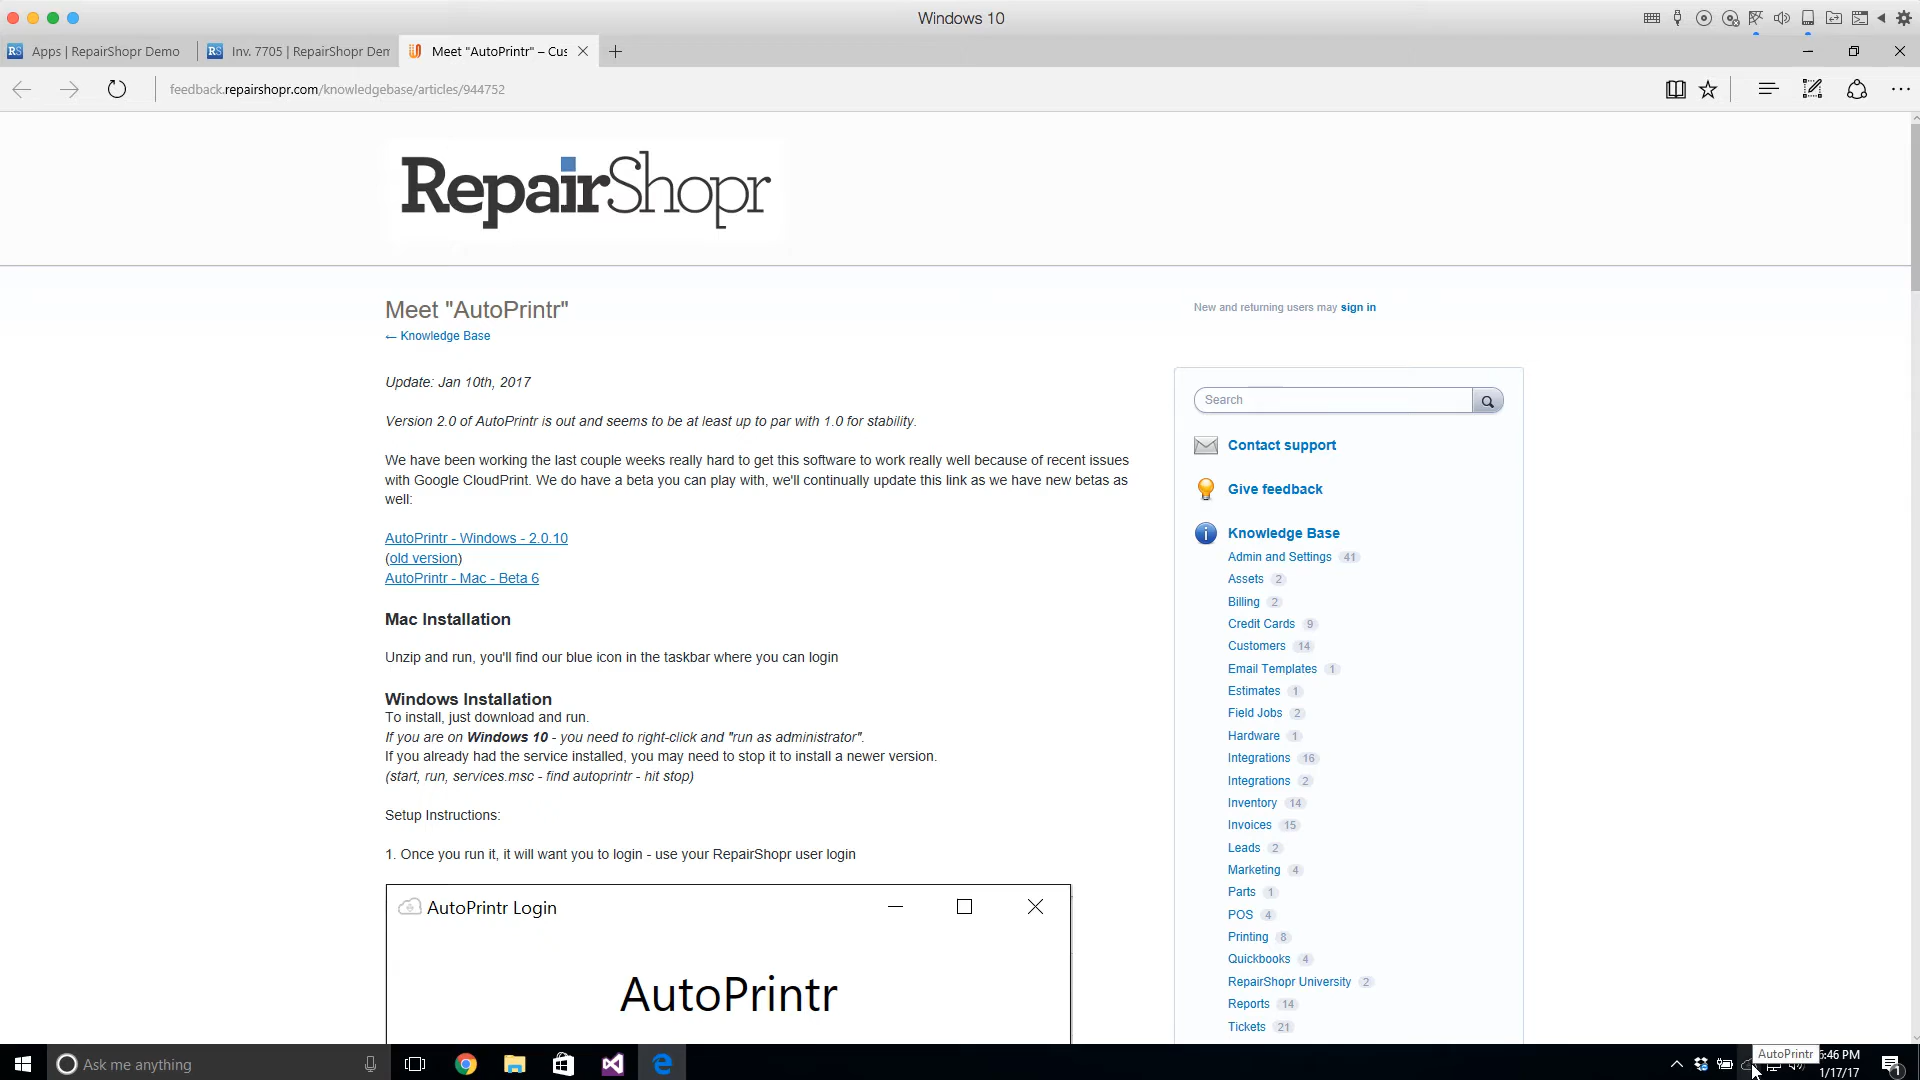 Windows 10
Apps | RepairShopr Demo
Inv. 7705 | RepairShopr Den
Meet "AutoPrintr" – Cus
feedback.repairshopr.com/knowledgebase/articles/944752
RepairShopr
Meet "AutoPrintr"
← Knowledge Base
New and returning users may sign in
Update: Jan 10th, 2017
Version 2.0 of AutoPrintr is out and seems to be at least up to par with 1.0 for stability.
We have been working the last couple weeks really hard to get this software to work really well because of recent issues
with Google CloudPrint. We do have a beta you can play with, we'll continually update this link as we have new betas as
well:
AutoPrintr - Windows - 2.0.10
(old version)
AutoPrintr - Mac - Beta 6
Mac Installation
Unzip and run, you'll find our blue icon in the taskbar where you can login
Windows Installation
To install, just download and run.
If you are on Windows 10 - you need to right-click and "run as administrator".
If you already had the service installed, you may need to stop it to install a newer version.
(start, run, services.msc - find autoprintr - hit stop)
Setup Instructions:
1. Once you run it, it will want you to login - use your RepairShopr user login
AutoPrintr Login
AutoPrintr
Search
Contact support
Give feedback
Knowledge Base
Admin and Settings 41
Assets 2
Billing 2
Credit Cards 9
Customers 14
Email Templates 1
Estimates 1
Field Jobs 2
Hardware 1
Integrations 16
Integrations 2
Inventory 14
Invoices 15
Leads 2
Marketing 4
Parts 1
POS 4
Printing 8
Quickbooks 4
RepairShopr University 2
Reports 14
Tickets 21
Ask me anything
AutoPrintr
:46 PM
1/17/17
1